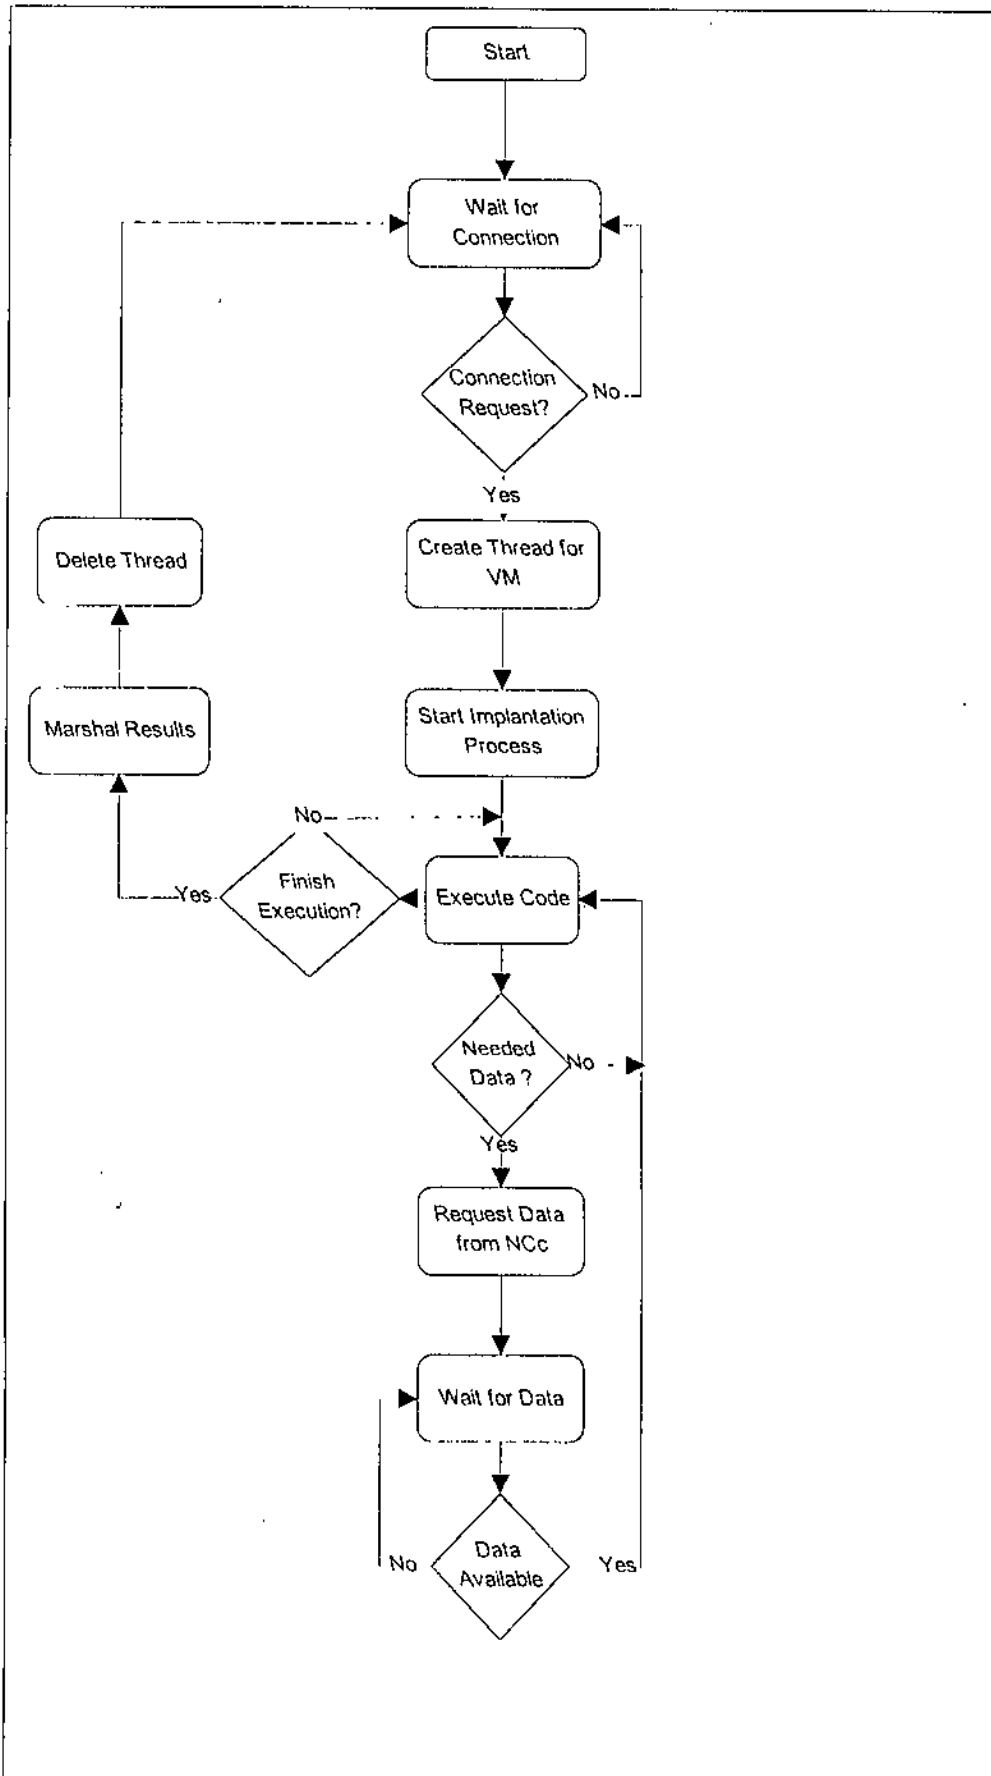 Start
Wait for
Connection
Connection
Request?
No
Yes
Create Thread for
VM
Delete Thread
Start Implantation
Process
Marshal Results
No
Finish
Execution?
Yes
Execute Code
Needed
Data ?
No
Yes
Request Data
from NCc
Wait for Data
Data
Available
No
Yes